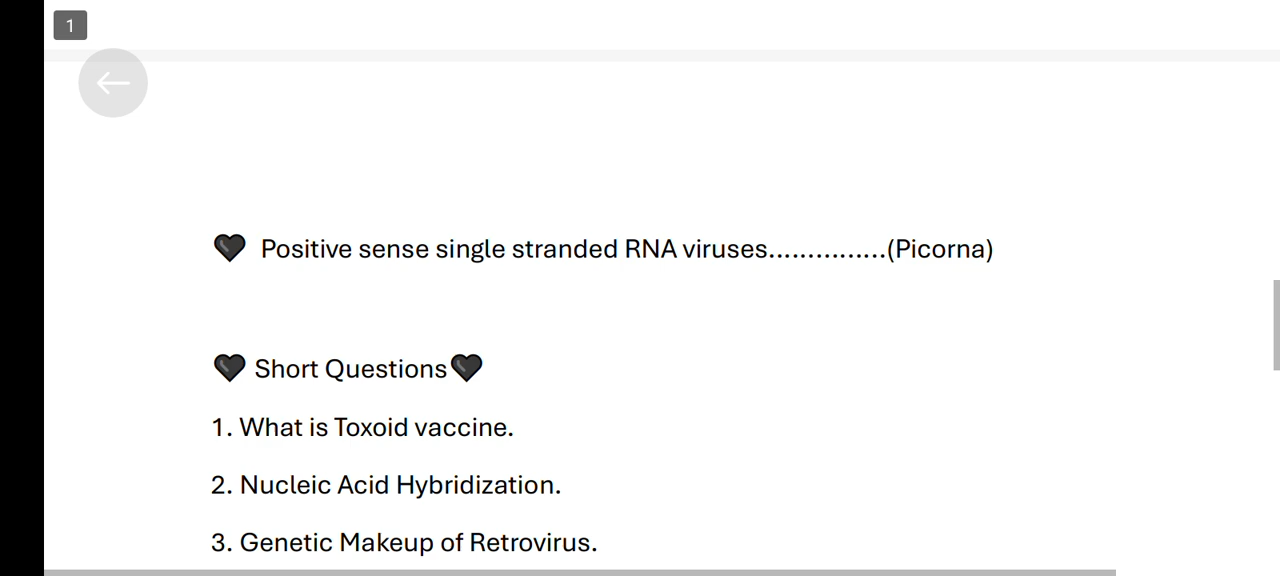 1
🖤 Positive sense single stranded RNA viruses...............(Picorna)
🖤 Short Questions🖤
1. What is Toxoid vaccine.
2. Nucleic Acid Hybridization.
3. Genetic Makeup of Retrovirus.